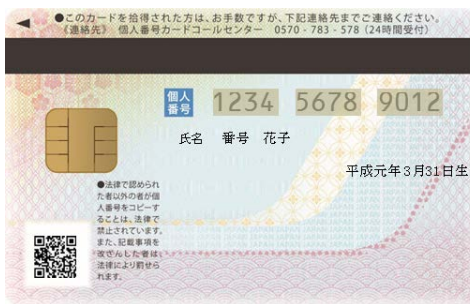 ●このカードを拾得された方は、お手数ですが、下記連絡先までご連絡ください。
《連絡先》 個人番号カードコールセンター 0570-783-578（24時間受付）
個人番号 1234 5678 9012
氏名 番号 花子
平成元年3月31日生
●法律で認められ
た者以外の者が個
人番号をコピーす
ることは、法律で
禁止されています。
また、記載事項を
改ざんした者は、
法律により罰せら
れます。